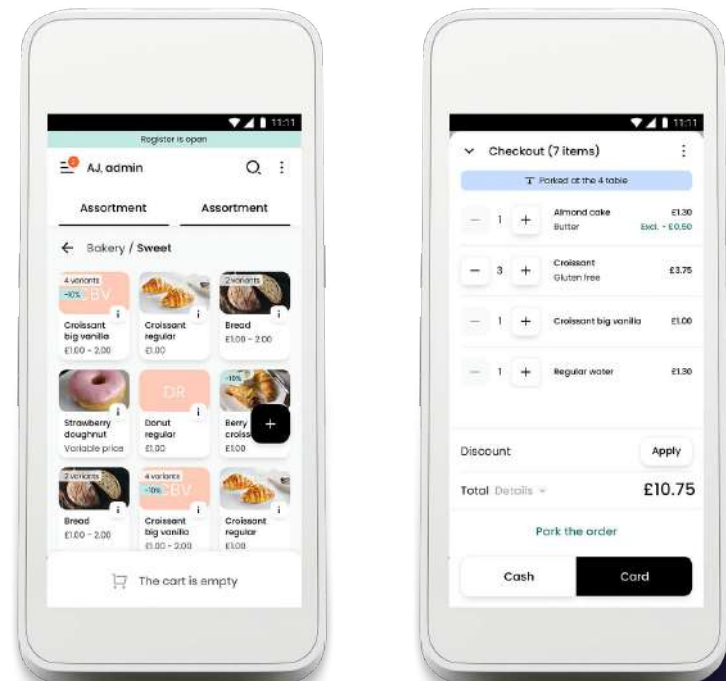 11:11
Register is open
2
AJ, admin
Assortment
Assortment
Bakery / Sweet
4 variants
-10%
CBV
Croissant big vanilla
£1.00 - 2.00
Croissant regular
£1.00
2 variants
Bread
£1.00 - 2.00
Strawberry doughnut
Variable price
DR
Donut regular
£1.00
-10%
Berry
£1.00
2 variants
Bread
£1.00 - 2.00
4 variants
-10%
BV
Croissant big vanilla
£1.00 - 2.00
Croissant regular
£1.00
The cart is empty
11:11
Checkout (7 items)
Parked at the 4 table
1
Almond cake
£1.30
Butter
Excl. - £0.50
3
Croissant
£3.75
Gluten free
1
Croissant big vanilla
£1.00
1
Regular water
£1.30
Discount
Apply
Total
Details
£10.75
Park the order
Cash
Card